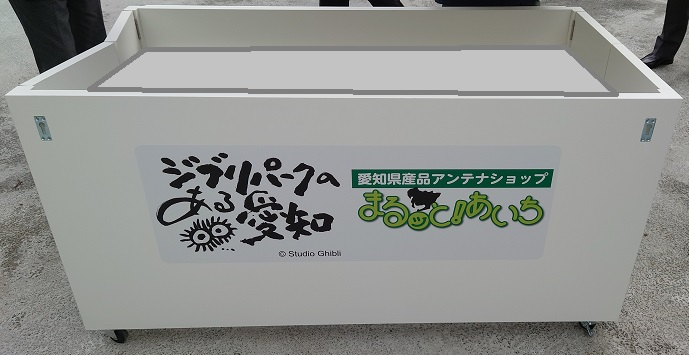 ジブリパークの
ある愛知
© Studio Ghibli
愛知県産品アンテナショップ
まるっと!あいち